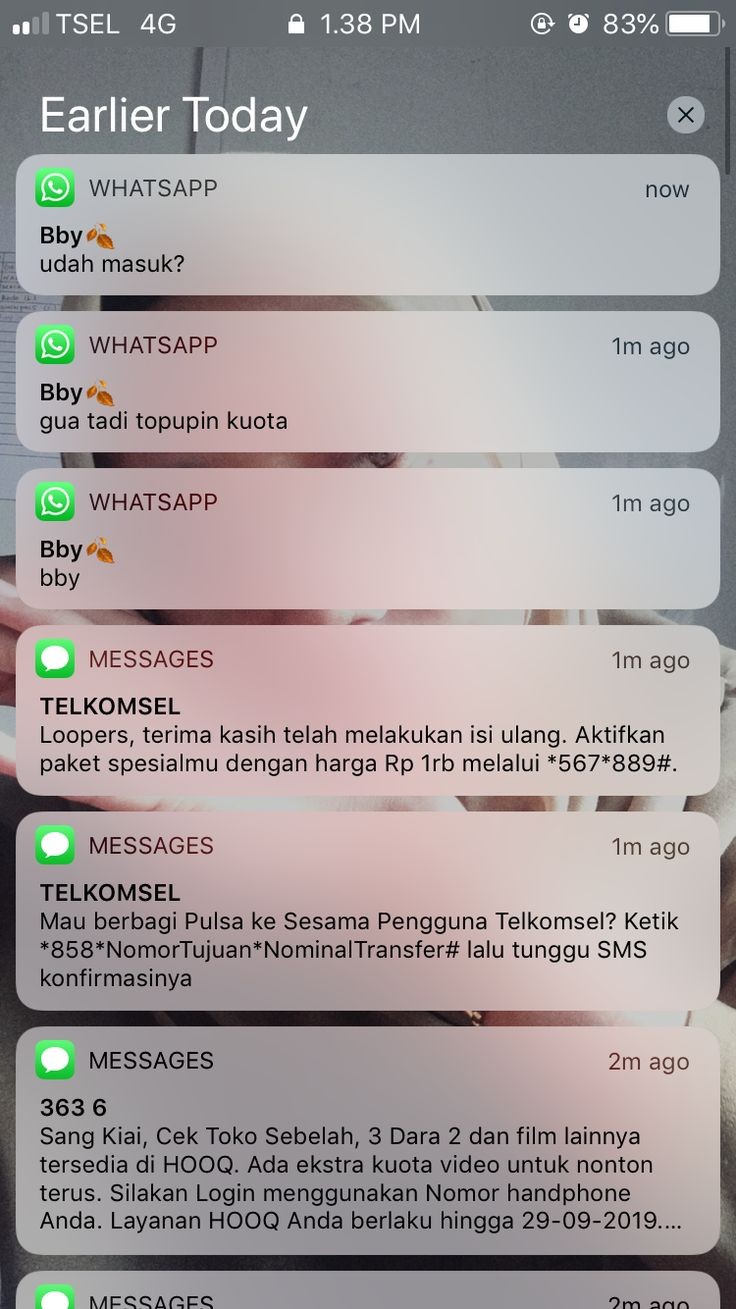 TSEL 4G 1.38 PM 83%
Earlier Today
WHATSAPP now
Bby🍂
udah masuk?
WHATSAPP 1m ago
Bby🍂
gua tadi topupin kuota
WHATSAPP 1m ago
Bby🍂
bby
MESSAGES 1m ago
TELKOMSEL
Loopers, terima kasih telah melakukan isi ulang. Aktifkan
paket spesialmu dengan harga Rp 1rb melalui *567*889#.
MESSAGES 1m ago
TELKOMSEL
Mau berbagi Pulsa ke Sesama Pengguna Telkomsel? Ketik
*858*NomorTujuan*NominalTransfer# lalu tunggu SMS
konfirmasinya
MESSAGES 2m ago
363 6
Sang Kiai, Cek Toko Sebelah, 3 Dara 2 dan film lainnya
tersedia di HOOQ. Ada ekstra kuota video untuk nonton
terus. Silakan Login menggunakan Nomor handphone
Anda. Layanan HOOQ Anda berlaku hingga 29-09-2019....
MESSAGES 2m ago